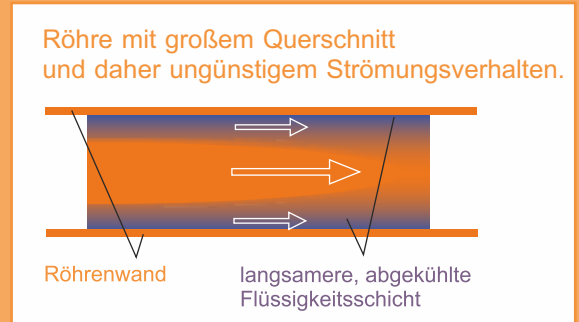 Röhre mit großem Querschnitt
und daher ungünstigem Strömungsverhalten.
Röhrenwand
langsamere, abgekühlte
Flüssigkeitsschicht